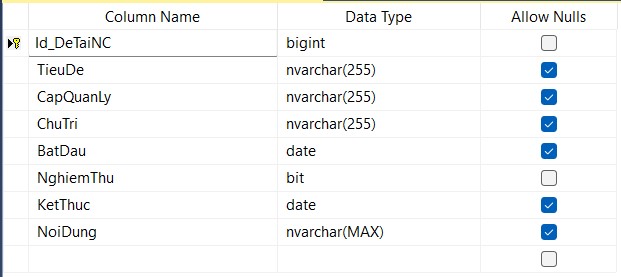 Column Name Data Type Allow Nulls
Id_DeTaiNC bigint
TieuDe nvarchar(255)
CapQuanLy nvarchar(255)
ChuTri nvarchar(255)
BatDau date
NghiemThu bit
KetThuc date
NoiDung nvarchar(MAX)